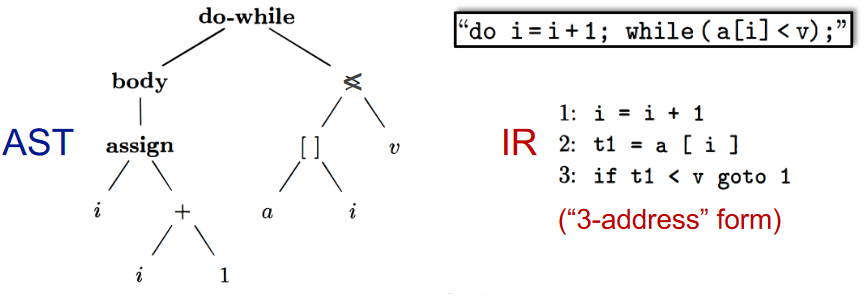 do-while
"do i=i+1; while(a[i]<v);"
body
≶
1: i = i + 1
AST
assign
[ ]
v
IR
2: t1 = a [ i ]
3: if t1 < v goto 1
i
+
a
i
("3-address" form)
i
1